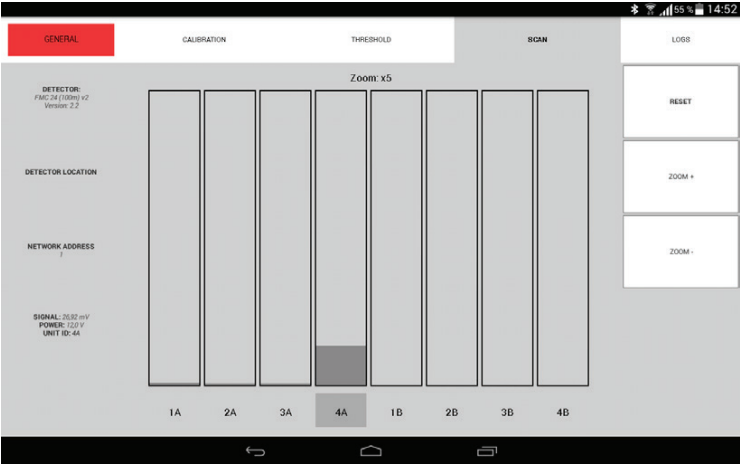 55 % 14:52
GENERAL CALIBRATION THRESHOLD SCAN LOGS
Zoom: x5
DETECTOR:
FMC 24 (100m) v2
Version: 2.2
DETECTOR LOCATION
NETWORK ADDRESS
1
SIGNAL: 26,92 mV
POWER: 12,0 V
UNIT ID: 4A
1A 2A 3A 4A 1B 2B 3B 4B
RESET
ZOOM +
ZOOM -